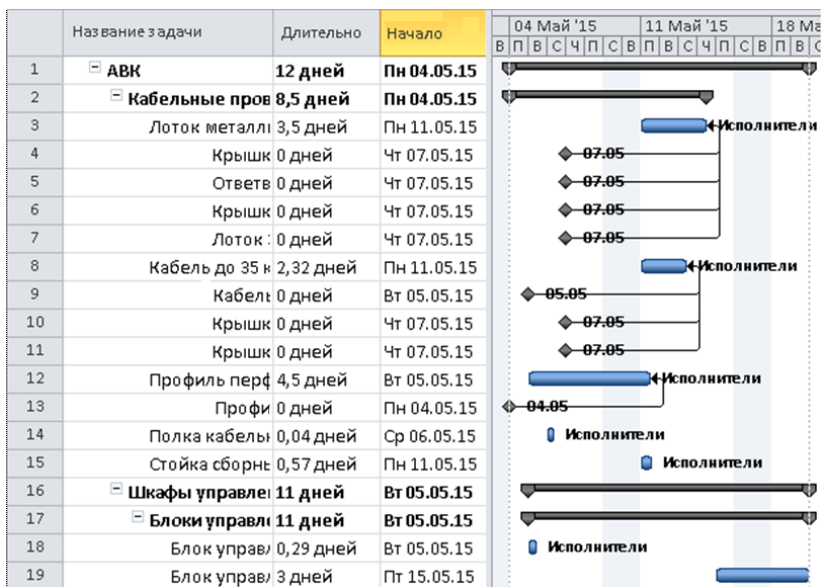 Название задачи Длительно Начало 04 Май '15 11 Май '15 18 Ма
В П В С Ч П С В П В С Ч П С В П В С
1 АВК 12 дней Пн 04.05.15
2 Кабельные пров 8,5 дней Пн 04.05.15
3 Лоток металлі 3,5 дней Пн 11.05.15 Исполнители
4 Крышк 0 дней Чт 07.05.15 07.05
5 Ответв 0 дней Чт 07.05.15 07.05
6 Крышк 0 дней Чт 07.05.15 07.05
7 Лоток 0 дней Чт 07.05.15 07.05
8 Кабель до 35 к 2,32 дней Пн 11.05.15 Исполнители
9 Кабель 0 дней Вт 05.05.15 05.05
10 Крышк 0 дней Чт 07.05.15 07.05
11 Крышк 0 дней Чт 07.05.15 07.05
12 Профиль перф 4,5 дней Вт 05.05.15 Исполнители
13 Профи 0 дней Пн 04.05.15 04.05
14 Полка кабельн 0,04 дней Ср 06.05.15 Исполнители
15 Стойка сборнь 0,57 дней Пн 11.05.15 Исполнители
16 Шкафы управлеі 11 дней Вт 05.05.15
17 Блоки управлі 11 дней Вт 05.05.15
18 Блок управл 0,29 дней Вт 05.05.15 Исполнители
19 Блок управл 3 дней Пт 15.05.15